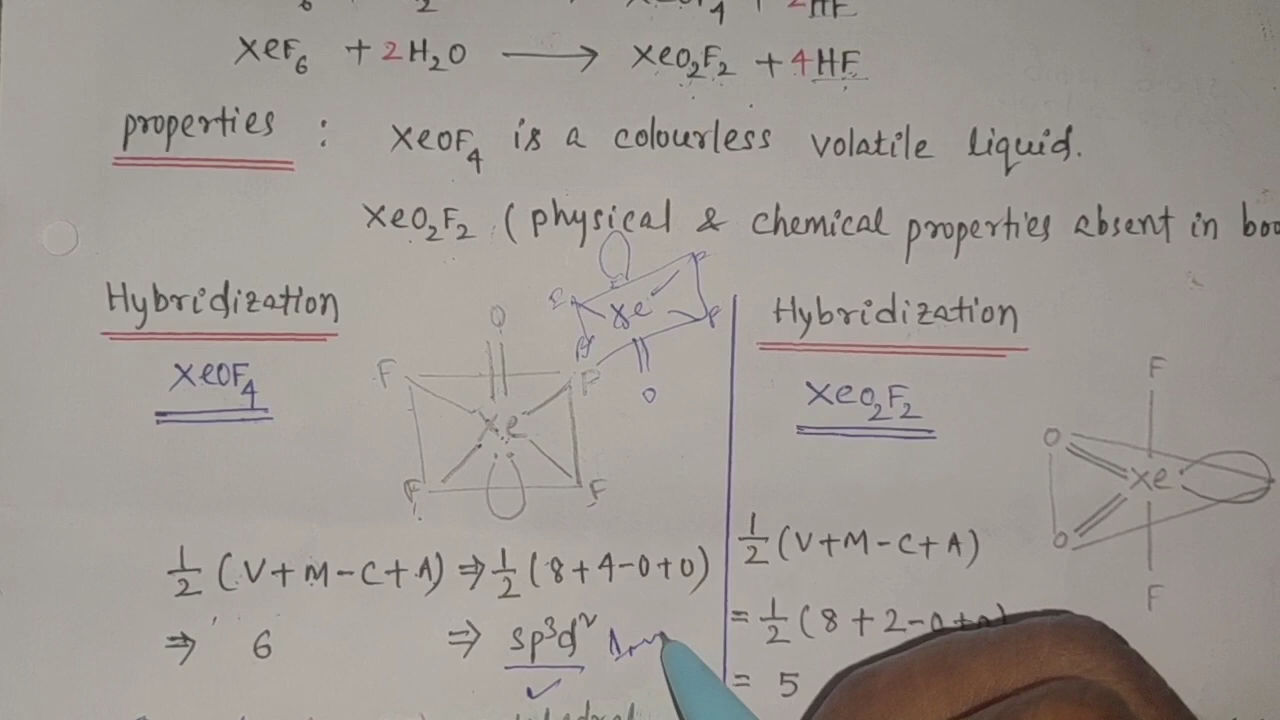 XeF6 + 2H2O ⟶ XeO2F2 + 4HF
properties : XeOF4 is a colourless volatile liquid.
XeO2F2 (physical & chemical properties absent in
Hybridization
XeOF4
O
F F
Xe
F F
F F
Xe
F F
O
1/2 (V+M-C+A) ⇒ 1/2 (8+4-0+0)
⇒ 6 ⇒ sp³d²
Hybridization
XeO2F2
F
O
Xe
O
F
1/2 (V+M-C+A)
= 1/2 (8+2-0+0)
= 5